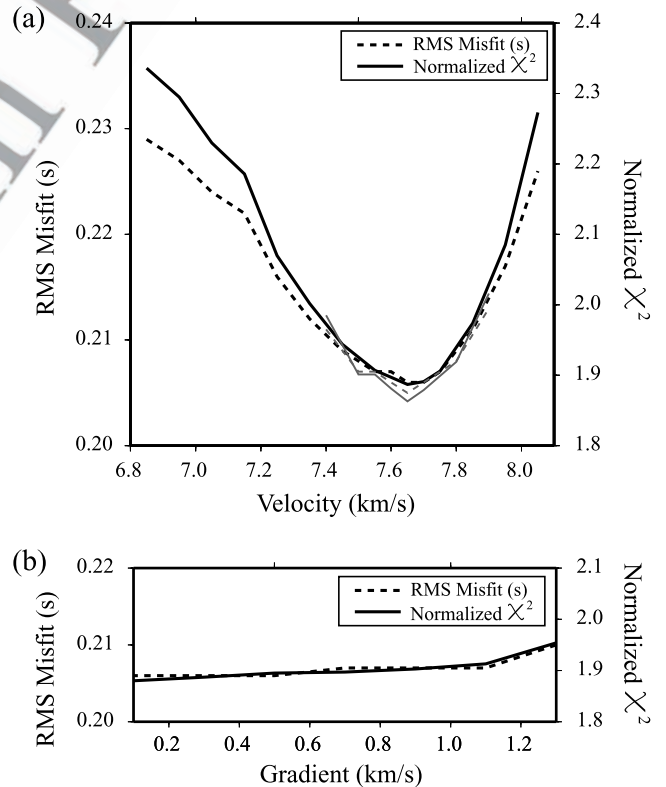 (a)
0.24
0.23
0.22
0.21
0.20
RMS Misfit (s)
2.4
2.3
2.2
2.1
2.0
1.9
1.8
Normalized χ²
RMS Misfit (s)
Normalized χ²
6.8 7.0 7.2 7.4 7.6 7.8 8.0
Velocity (km/s)
(b)
0.22
0.21
0.20
RMS Misfit (s)
2.1
2.0
1.9
1.8
Normalized χ²
RMS Misfit (s)
Normalized χ²
0.2 0.4 0.6 0.8 1.0 1.2
Gradient (km/s)